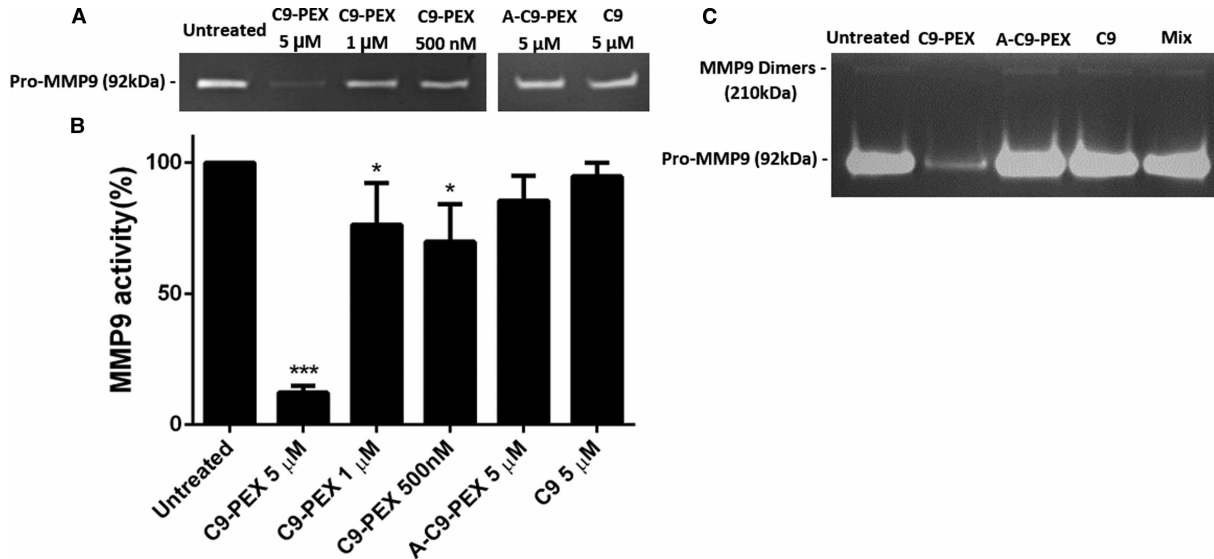 A
Untreated
C9-PEX
5 μM
C9-PEX
1 μM
C9-PEX
500 nM
A-C9-PEX
5 μM
C9
5 μM
Pro-MMP9 (92kDa) -
B
MMP9 activity(%)
100
50
0
***
*
*
Untreated
C9-PEX 5 μM
C9-PEX 1 μM
C9-PEX 500nM
A-C9-PEX 5 μM
C9 5 μM
C
Untreated
C9-PEX
A-C9-PEX
C9
Mix
MMP9 Dimers -
(210kDa)
Pro-MMP9 (92kDa) -